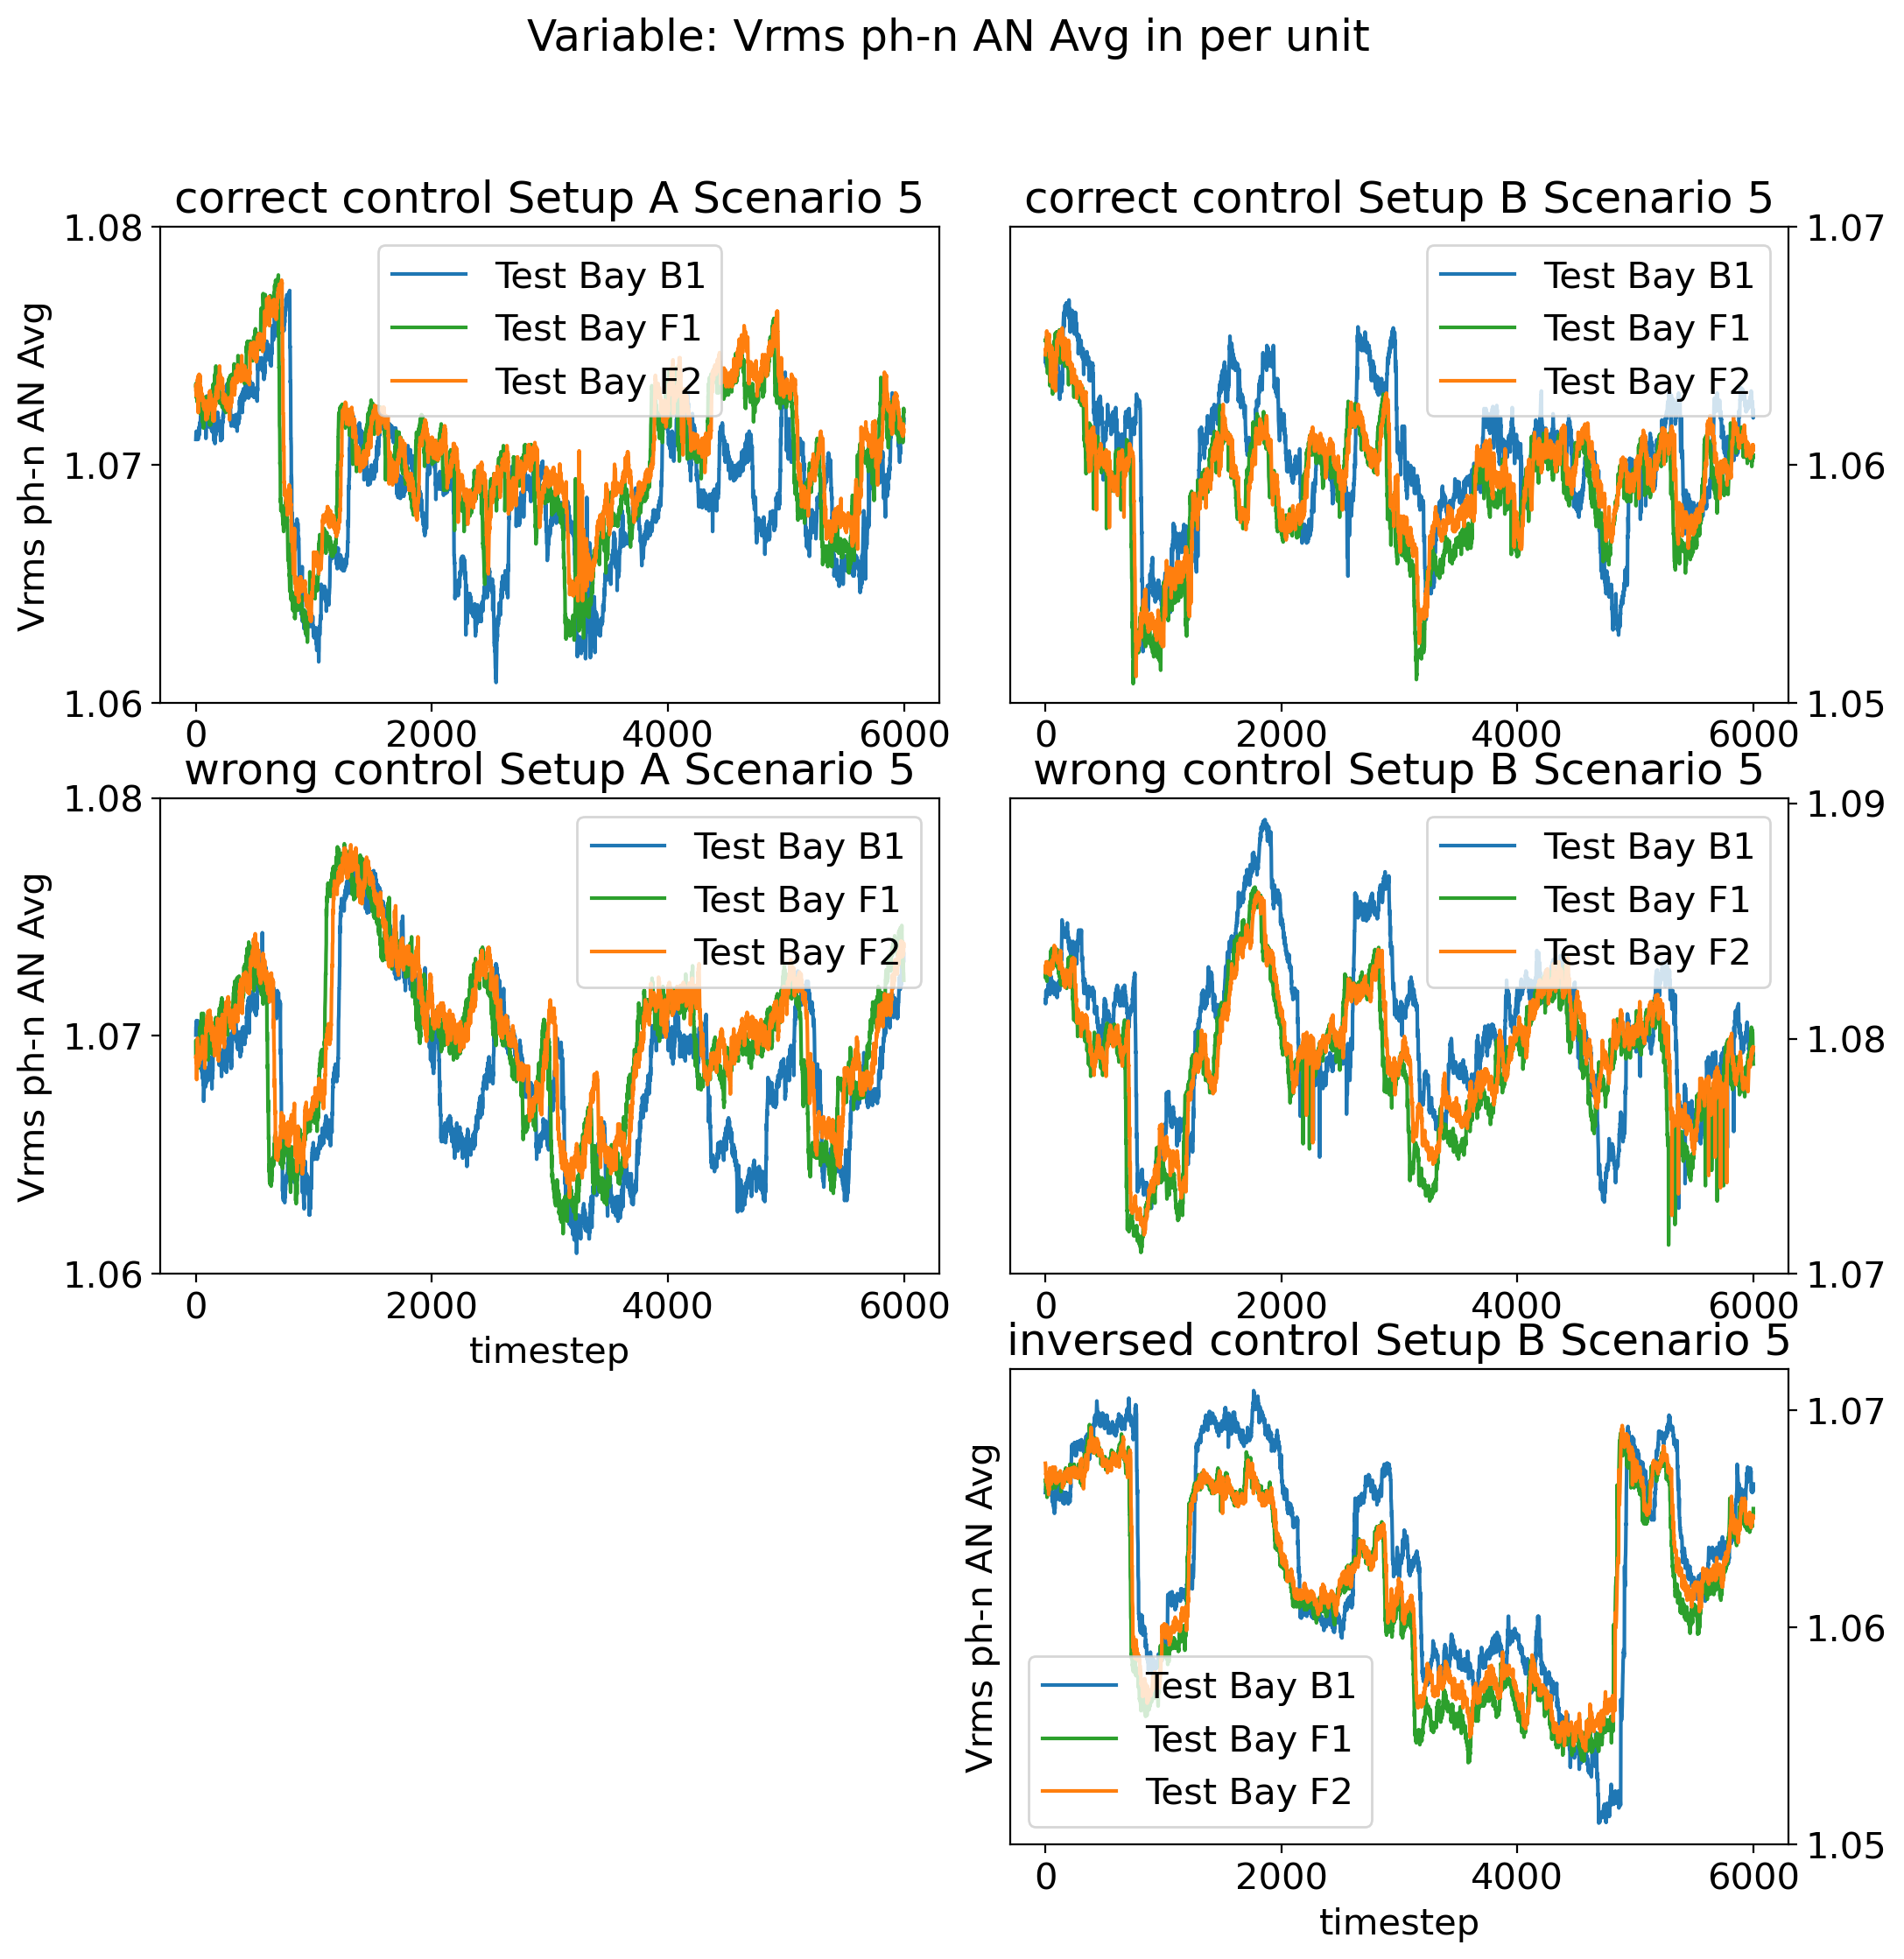 Variable: Vrms ph-n AN Avg in per unit
correct control Setup A Scenario 5
1.08
1.07
1.06
Vrms ph-n AN Avg
Test Bay B1
Test Bay F1
Test Bay F2
0 2000 4000 6000
correct control Setup B Scenario 5
Test Bay B1
Test Bay F1
Test Bay F2
1.07
1.06
1.05
0 2000 4000 6000
wrong control Setup A Scenario 5
1.08
1.07
1.06
Vrms ph-n AN Avg
Test Bay B1
Test Bay F1
Test Bay F2
0 2000 4000 6000
timestep
wrong control Setup B Scenario 5
Test Bay B1
Test Bay F1
Test Bay F2
1.09
1.08
1.07
0 2000 4000 6000
inversed control Setup B Scenario 5
Vrms ph-n AN Avg
Test Bay B1
Test Bay F1
Test Bay F2
1.07
1.06
1.05
0 2000 4000 6000
timestep